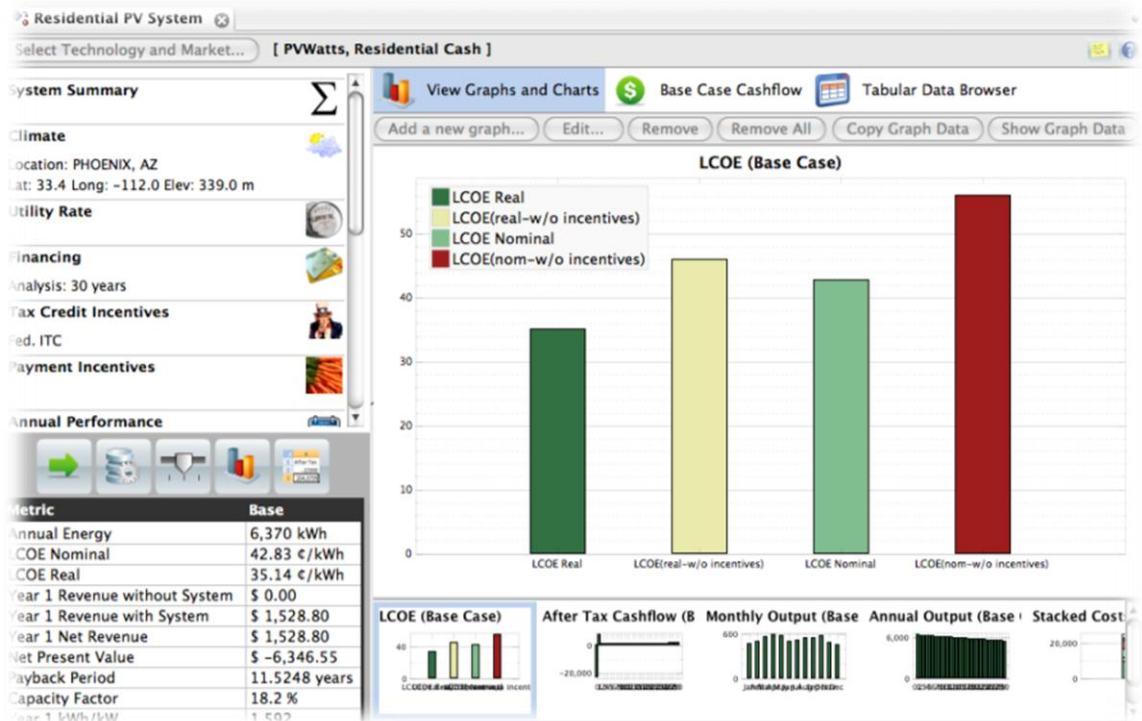 Residential PV System
Select Technology and Market...
[ PVWatts, Residential Cash ]
System Summary
Climate
Location: PHOENIX, AZ
Lat: 33.4 Long: -112.0 Elev: 339.0 m
Utility Rate
Financing
Analysis: 30 years
Tax Credit Incentives
Fed. ITC
Payment Incentives
Annual Performance
Metric Base
Annual Energy 6,370 kWh
LCOE Nominal 42.83 ¢/kWh
LCOE Real 35.14 ¢/kWh
Year 1 Revenue without System $ 0.00
Year 1 Revenue with System $ 1,528.80
Year 1 Net Revenue $ 1,528.80
Net Present Value $ -6,346.55
Payback Period 11.5248 years
Capacity Factor 18.2 %
Year 1 kWh/kW 1,592
View Graphs and Charts
Base Case Cashflow
Tabular Data Browser
Add a new graph...
Edit...
Remove
Remove All
Copy Graph Data
Show Graph Data
LCOE (Base Case)
LCOE Real
LCOE(real-w/o incentives)
LCOE Nominal
LCOE(nom-w/o incentives)
50
40
30
20
10
0
LCOE Real
LCOE(real-w/o incentives)
LCOE Nominal
LCOE(nom-w/o incentives)
LCOE (Base Case)
40
0
After Tax Cashflow (B
0
-20,000
Monthly Output (Base
600
0
Annual Output (Base
6,000
0
Stacked Cost
20,000
0